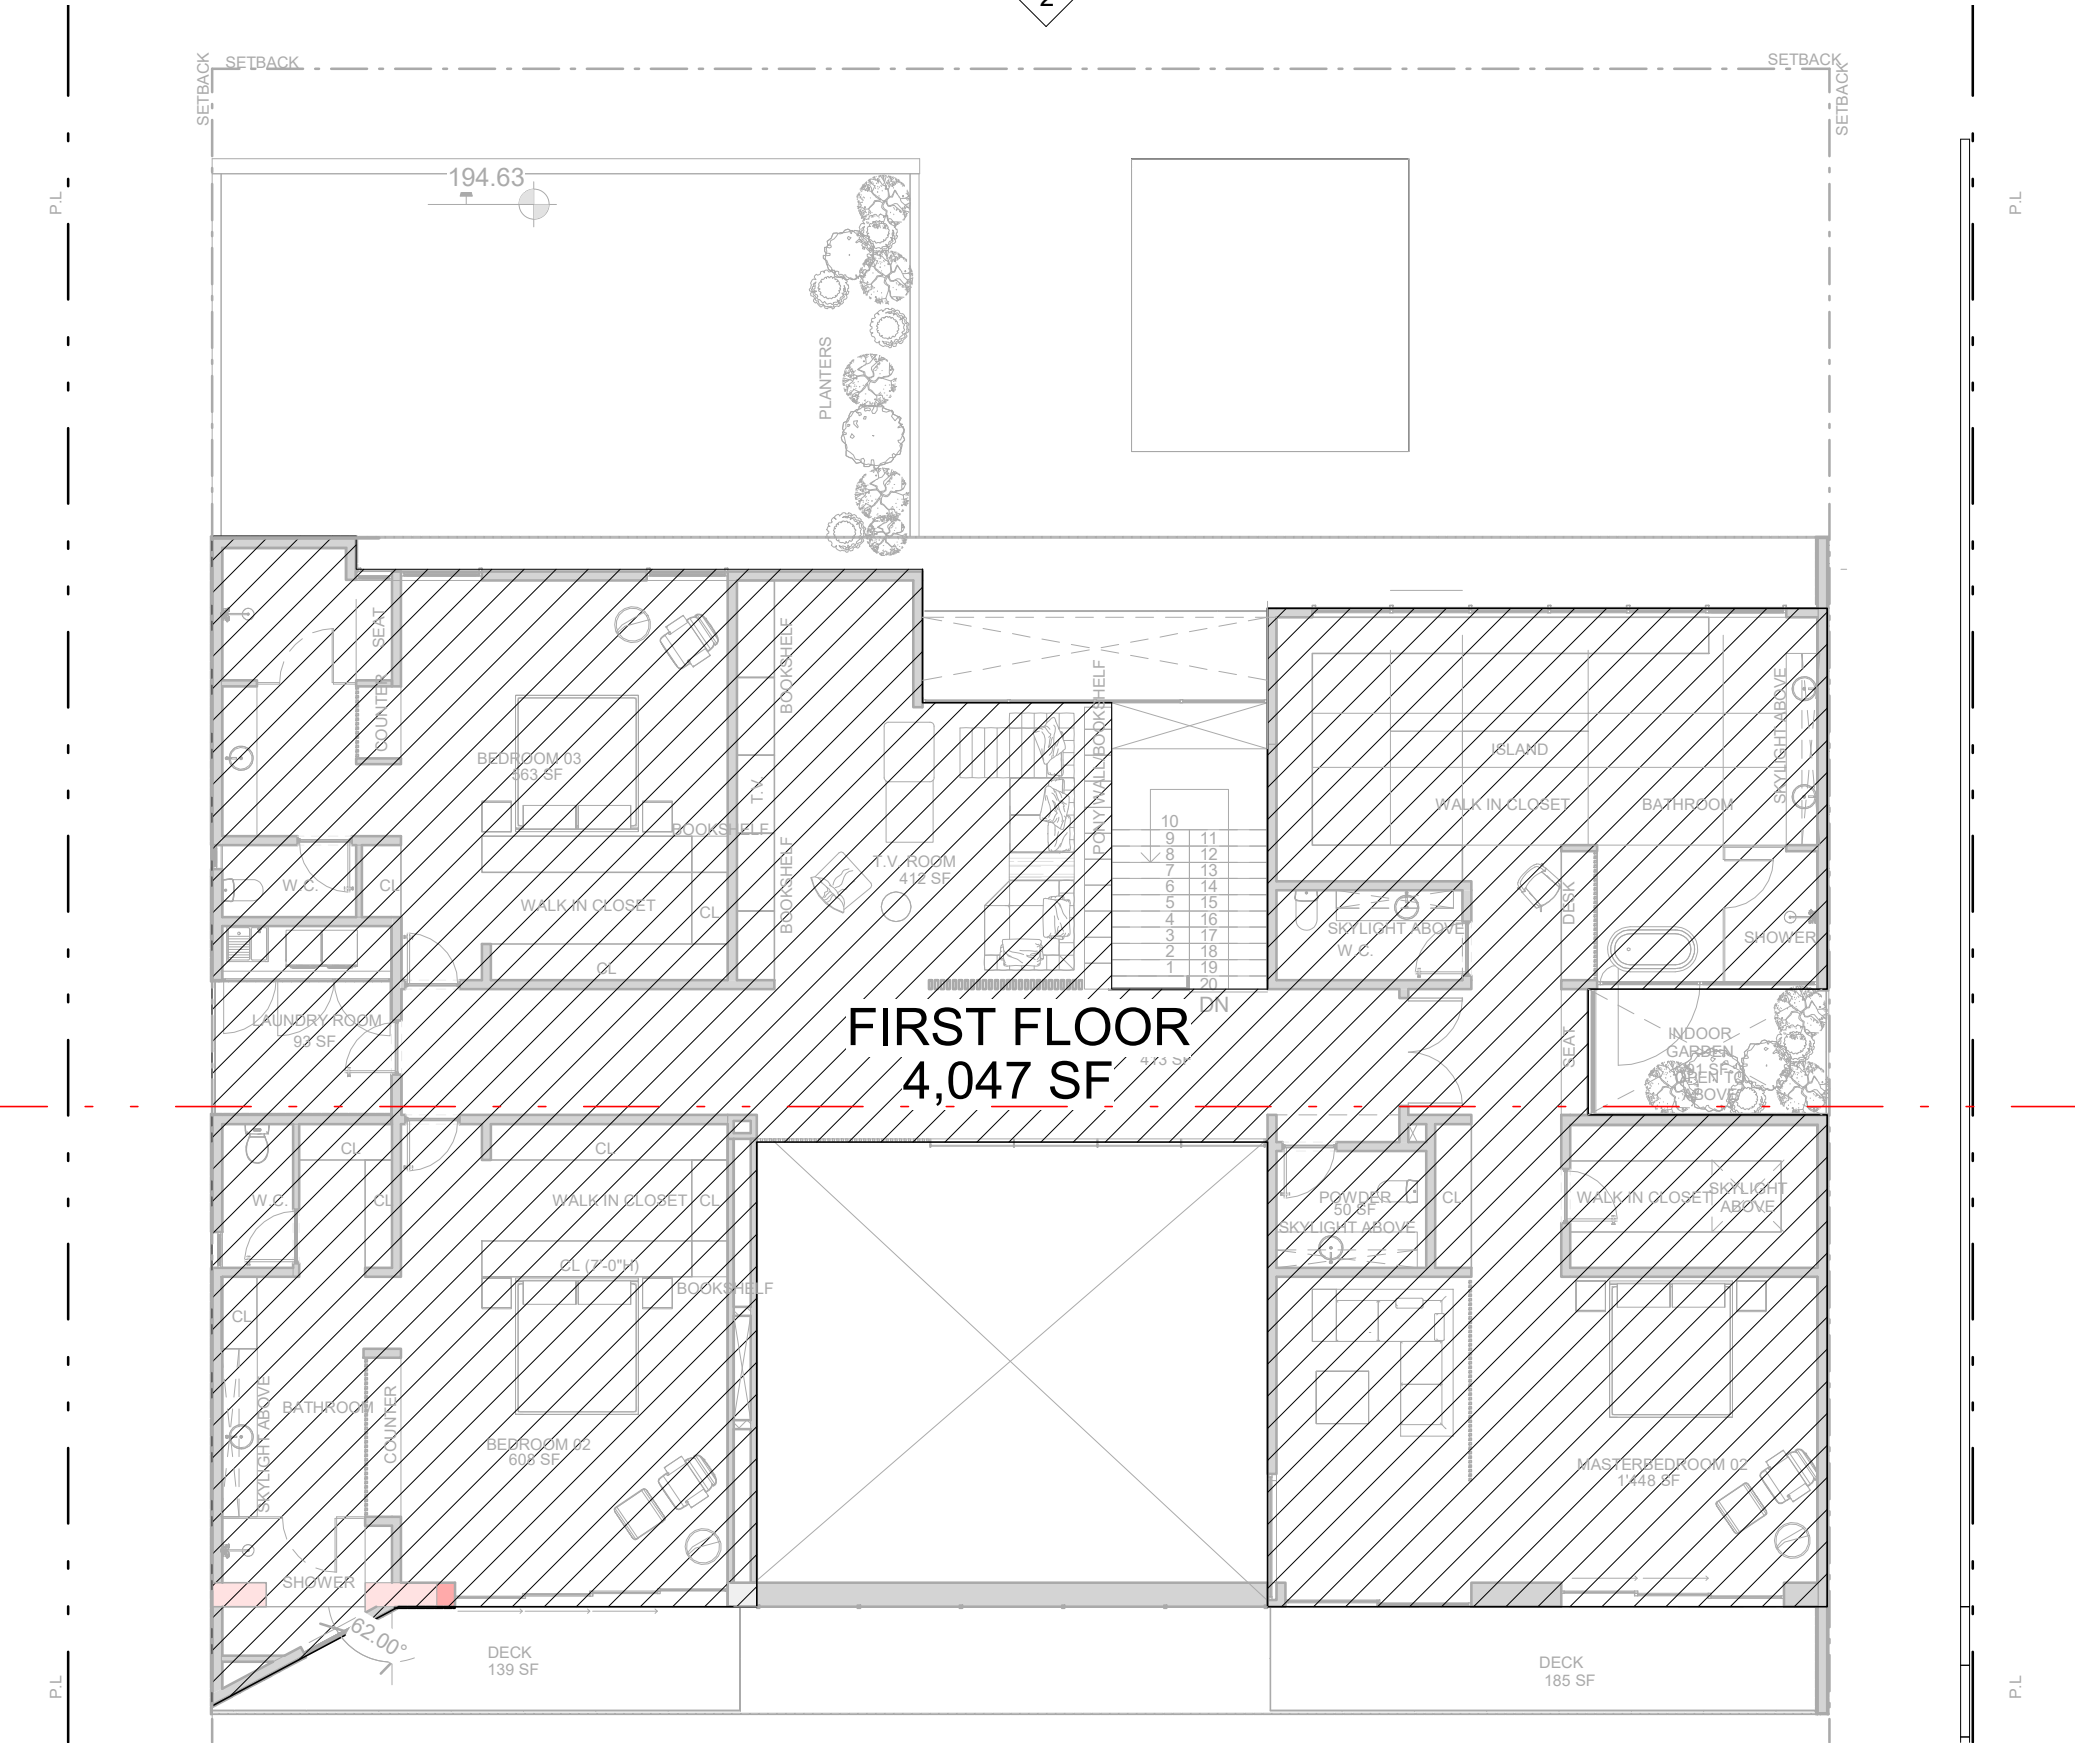 2
SETBACK
SETBACK
SETBACK
SETBACK
194.63
P.L
P.L
PLANTERS
SEAT
COUNTER
BOOKSHELF
PONY WALL/BOOKSHELF
SKYLIGHT ABOVE
BEDROOM 03
563 SF
ISLAND
T.V.
WALK IN CLOSET
BATHROOM
BOOKSHELF
10
9 11
8 12
7 13
6 14
5 15
4 16
3 17
2 18
1 19
20
DN
T.V. ROOM
412 SF
BOOKSHELF
W.C.
CL
WALK IN CLOSET
CL
DESK
SKYLIGHT ABOVE
W.C.
SHOWER
CL
LAUNDRY ROOM
93 SF
FIRST FLOOR
4,047 SF
413 SF
SEAT
INDOOR
GARDEN
OPEN TO
ABOVE
CL
CL
W.C.
CL
WALK IN CLOSET
CL
POWDER
50 SF
SKYLIGHT ABOVE
CL
WALK IN CLOSET
SKYLIGHT
ABOVE
CL (7'-0"H)
BOOKSHELF
CL
SKYLIGHT ABOVE
BATHROOM
COUNTER
BEDROOM 02
MASTERBEDROOM 02
1'448 SF
SHOWER
62.00°
DECK
139 SF
DECK
185 SF
P.L
P.L